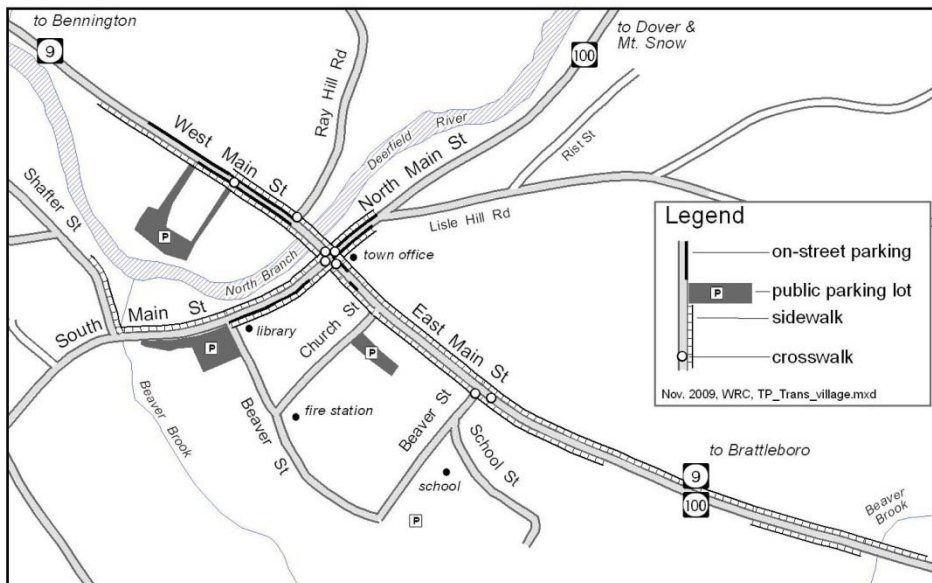 to Bennington
9
to Dover &
Mt. Snow
100
Ray Hill Rd
West Main St
Deerfield River
North Main St
Rist St
Shafter St
P
Lisle Hill Rd
town office
North Branch
South Main St
library
P
Church St
P
East Main St
Beaver Brook
fire station
Beaver St
Beaver St
School St
school
P
to Brattleboro
9
100
Beaver
Brook
Legend
on-street parking
P
public parking lot
sidewalk
crosswalk
Nov. 2009, WRC, TP_Trans_village.mxd